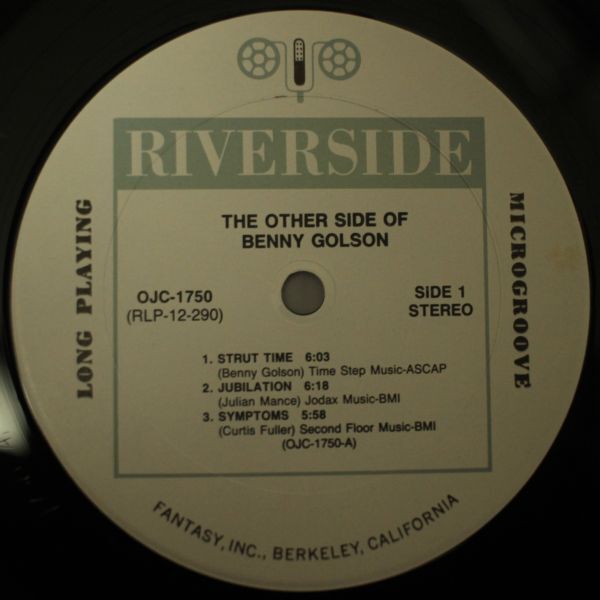 RIVERSIDE
THE OTHER SIDE OF
BENNY GOLSON
LONG PLAYING
MICROGROOVE
OJC-1750
(RLP-12-290)
SIDE 1
STEREO
1. STRUT TIME 6:03
(Benny Golson) Time Step Music-ASCAP
2. JUBILATION 6:18
(Julian Mance) Jodax Music-BMI
3. SYMPTOMS 5:58
(Curtis Fuller) Second Floor Music-BMI
(OJC-1750-A)
FANTASY, INC., BERKELEY, CALIFORNIA